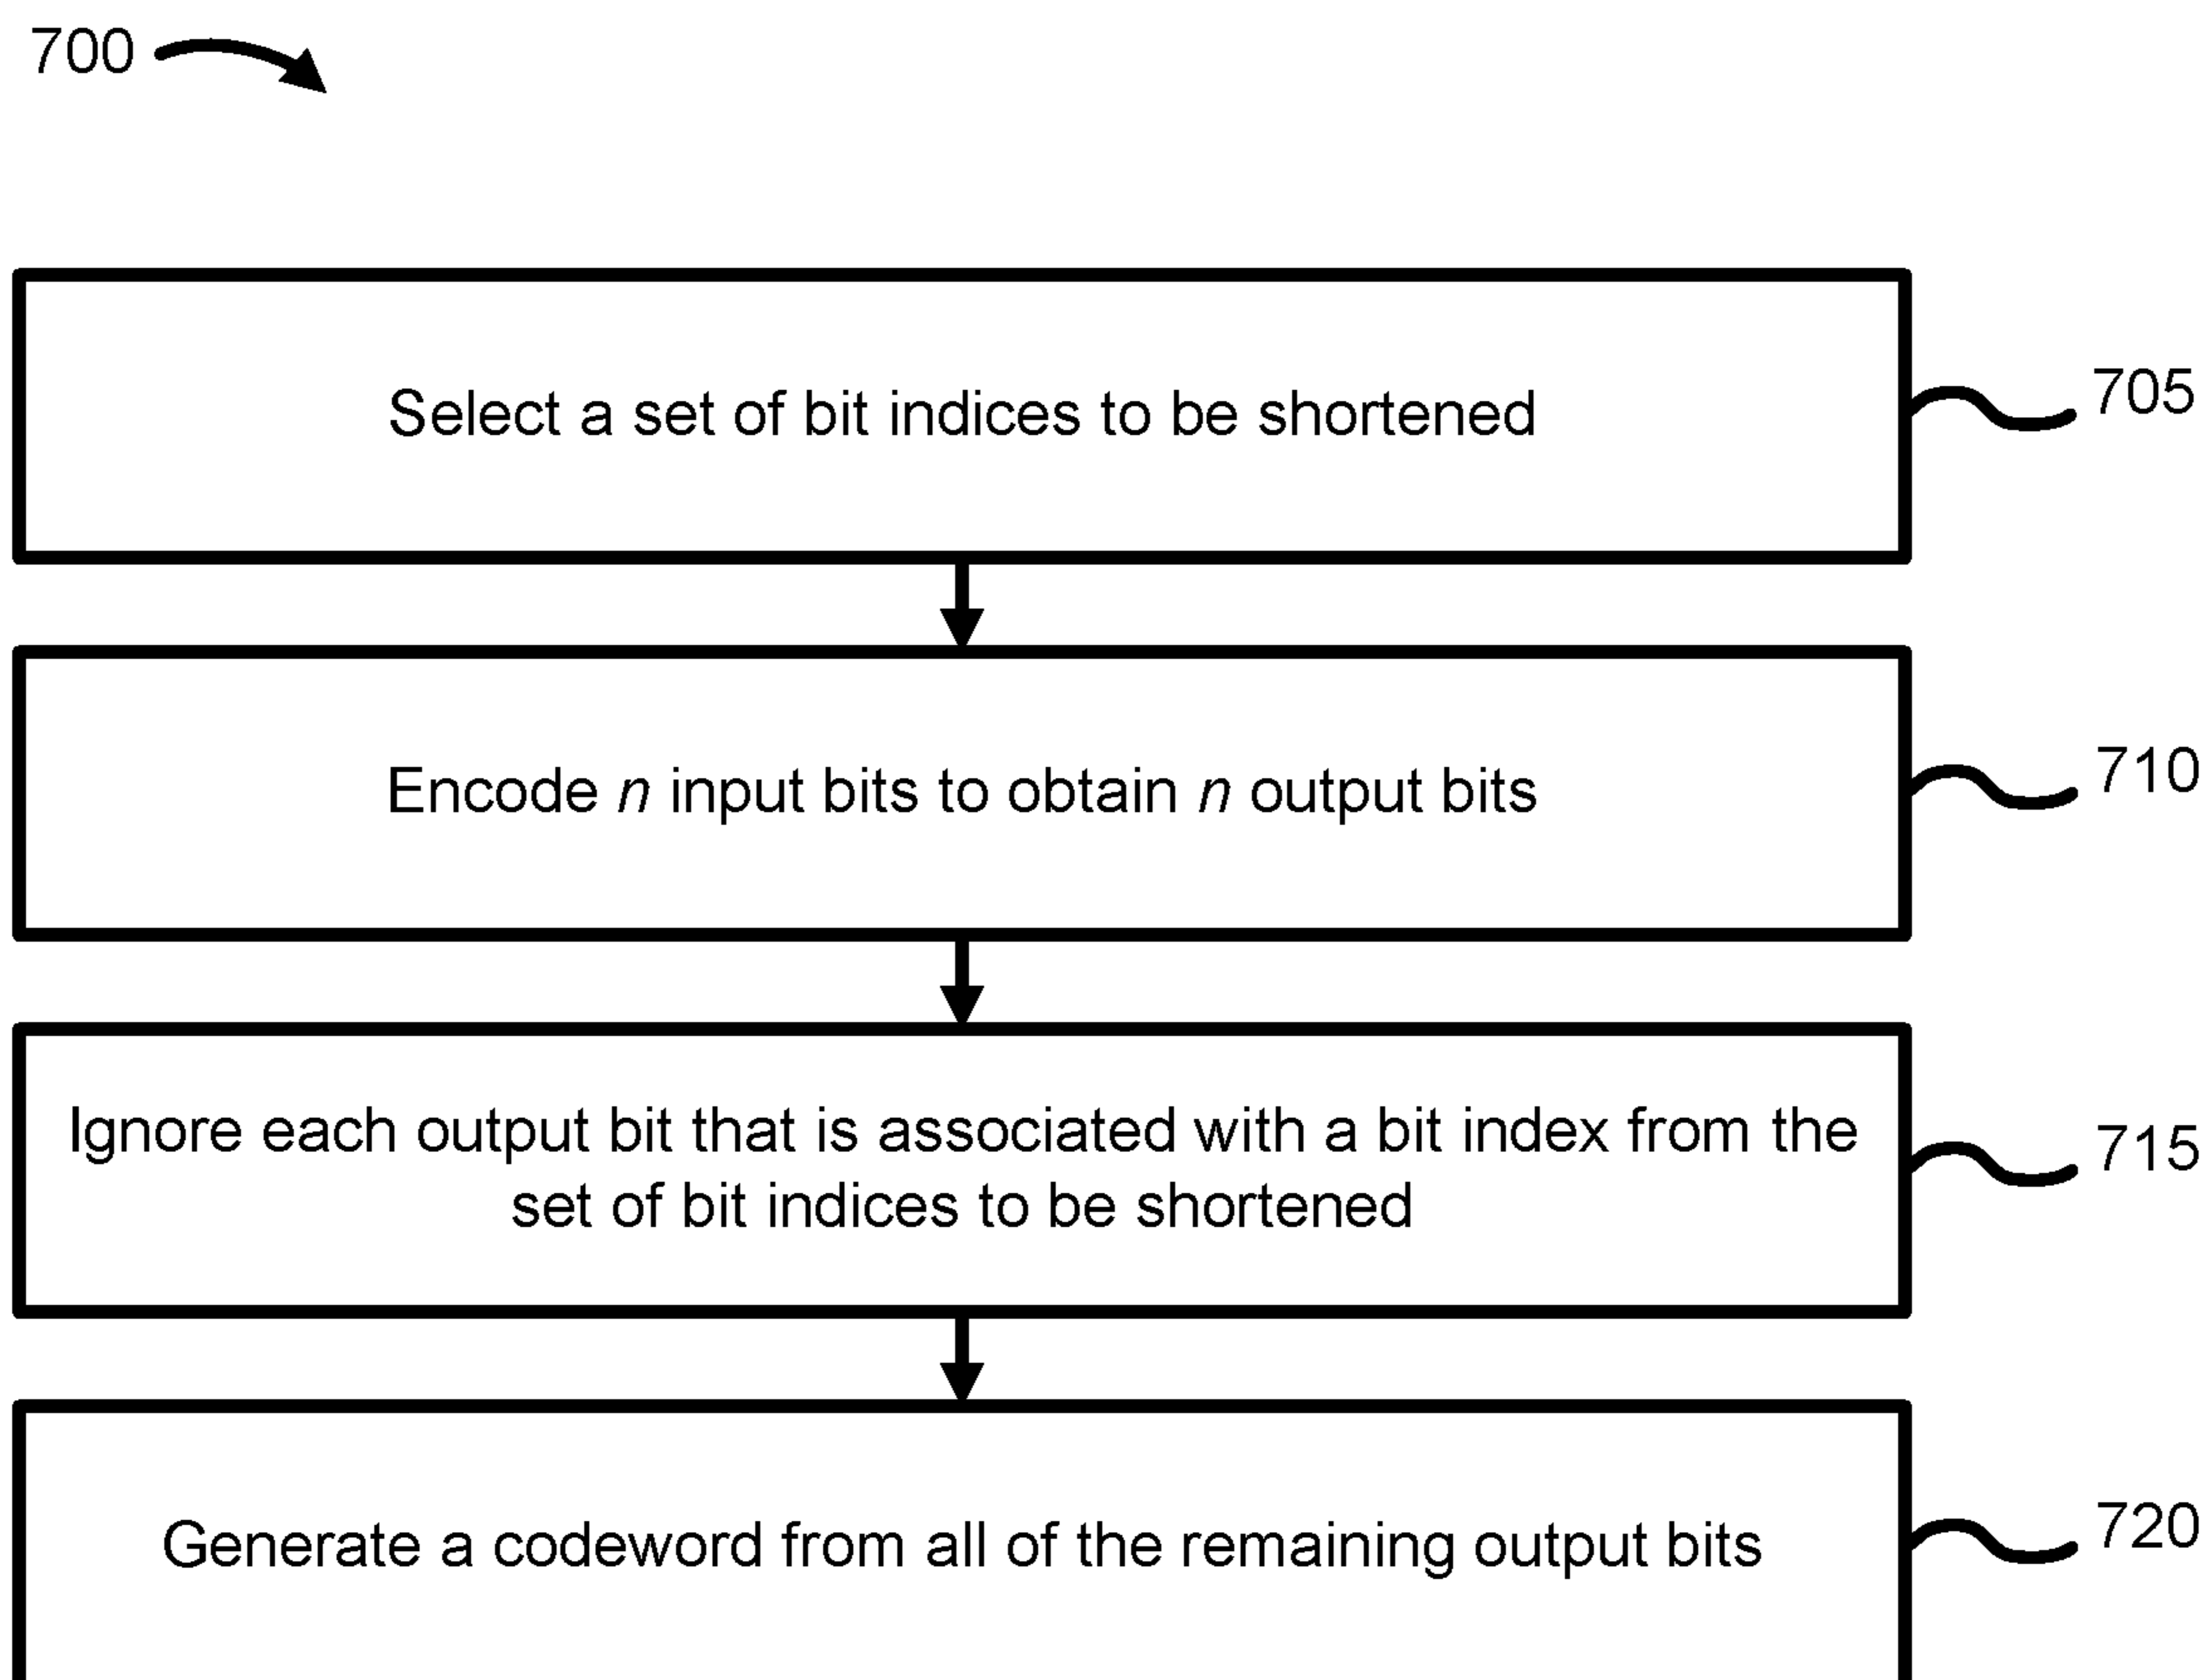 700
Select a set of bit indices to be shortened
705
Encode n input bits to obtain n output bits
710
Ignore each output bit that is associated with a bit index from the
set of bit indices to be shortened
715
Generate a codeword from all of the remaining output bits
720